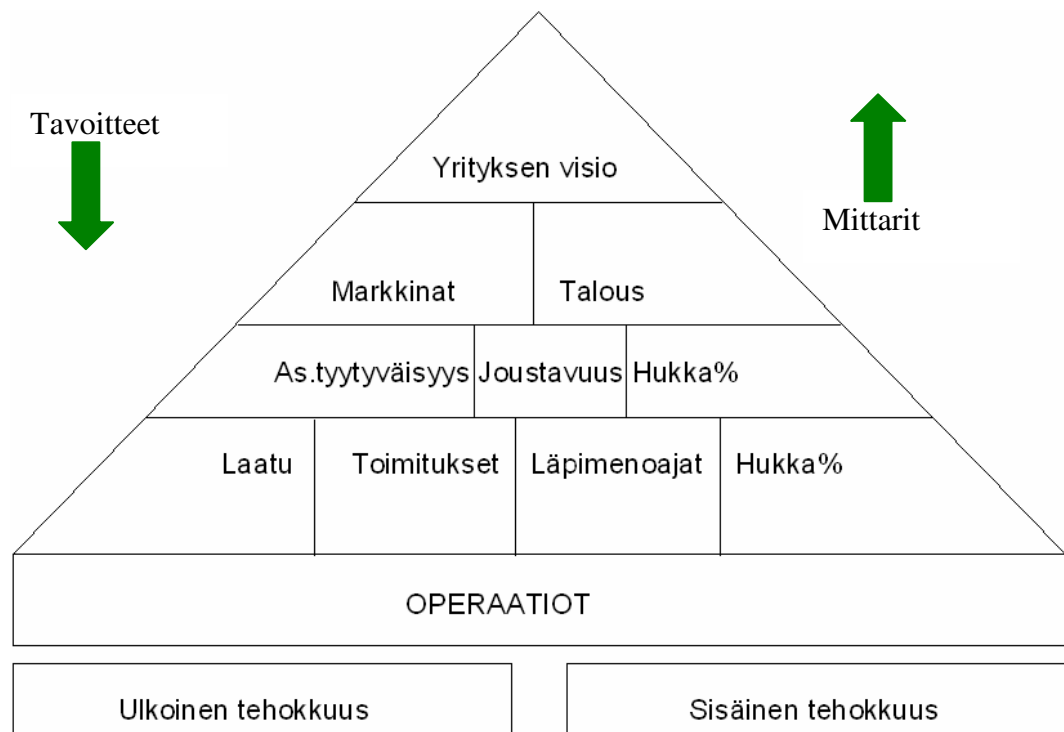 Tavoitteet
Yrityksen visio
Mittarit
Markkinat Talous
As.tyytyväisyys Joustavuus Hukka%
Laatu Toimitukset Läpimenoajat Hukka%
OPERAATIOT
Ulkoinen tehokkuus Sisäinen tehokkuus